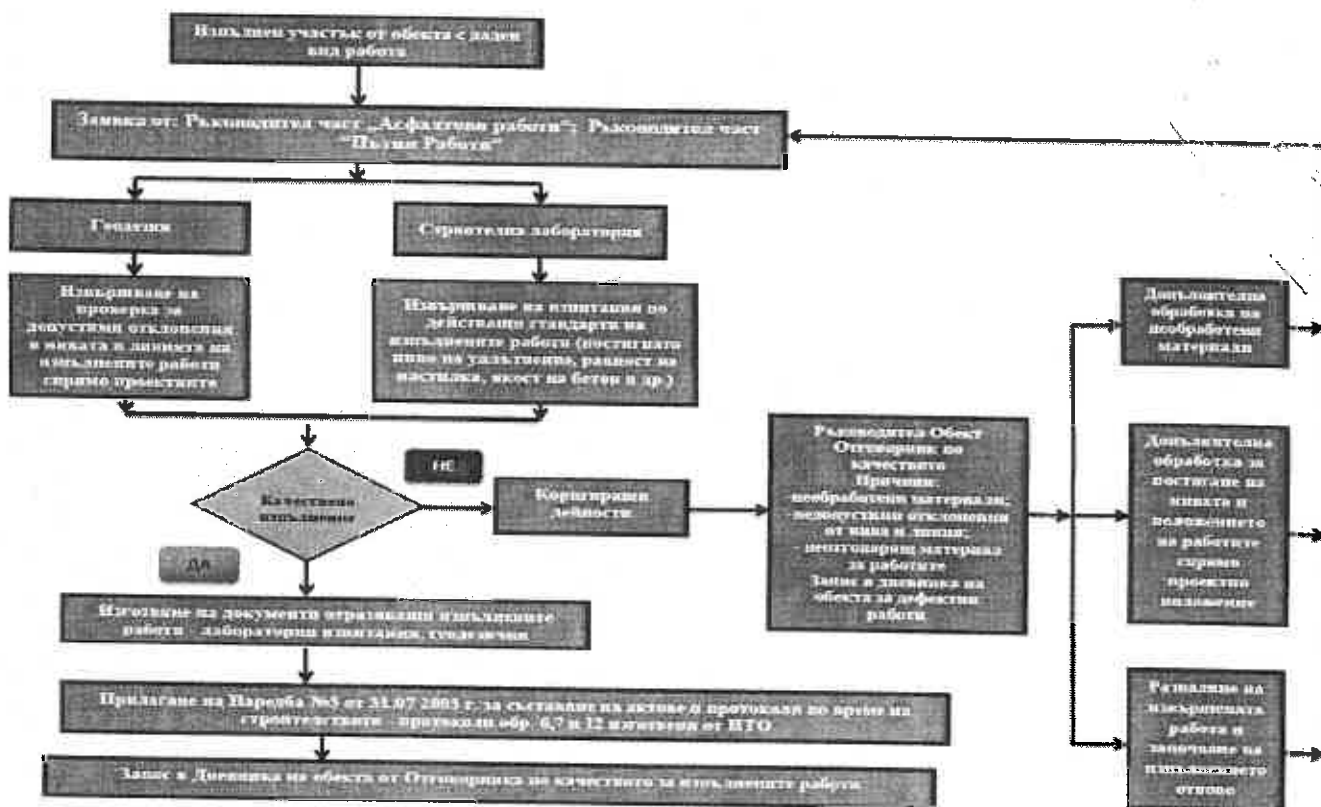 Изпълнен участък от обекта с даден
вид работа
Заявка от: Ръководител част „Асфалтови работи“; Ръководител част
“Пътни Работи”
Геодезия
Строителна лаборатория
Извършване на
проверка за
допустими отклонения
в нивата и линията на
изпълнените работи
спрямо проектните
Извършване на изпитания по
действащи стандарти на
изпълнените работи (постигнато
ниво на уплътнение, равност на
настилка, якост на бетон и др.)
Качествено
изпълнение
НЕ
ДА
Коригиращи
дейности
Ръководител Обект
Отговорник по
качеството
Причини:
необработени материали,
-недопустими отклонения
от нива и линия;
- неотговарящ материал
за работите
Запис в дневника на
обекта за дефектни
работи
Допълнителна
обработка на
необработени
материали
Допълнителна
обработка за
постигане на
нивата и
положението
на работите
спрямо
проектно
положение
Разваляне на
извършената
работа и
започване на
изпълнението
отново
Изготвяне на документи отразяващи изпълнените
работи - лабораторни изпитания, геодезични
Прилагане на Наредба №3 от 31.07 2003 г. за съставяне на актове и протоколи по време на
строителството - протоколи обр. 6,7 и 12 изготвени от ПТО
Запис в Дневника на обекта от Отговорника по качеството за изпълнените работи